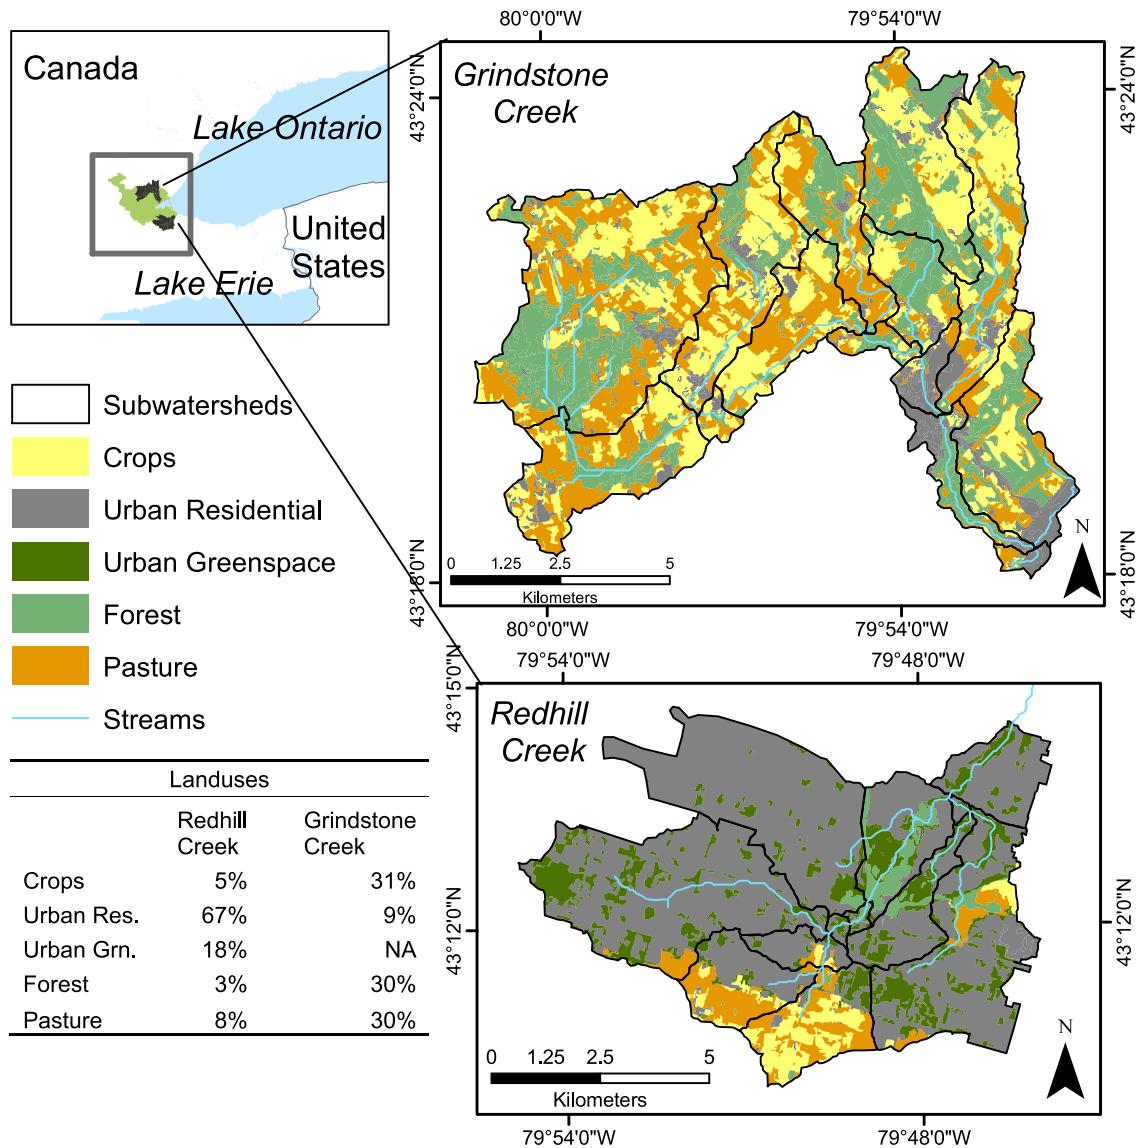 Canada
Lake Ontario
United
States
Lake Erie
80°0'0"W 79°54'0"W
Grindstone
Creek
43°24'0"N 43°24'0"N
43°18'0"N 43°18'0"N
0 1.25 2.5 5
Kilometers
N
80°0'0"W 79°54'0"W
Subwatersheds
Crops
Urban Residential
Urban Greenspace
Forest
Pasture
Streams
79°54'0"W 79°48'0"W
Redhill
Creek
43°15'0"N
43°12'0"N 43°12'0"N
0 1.25 2.5 5
Kilometers
N
79°54'0"W 79°48'0"W
Landuses
Redhill Grindstone
Creek Creek
Crops 5% 31%
Urban Res. 67% 9%
Urban Grn. 18% NA
Forest 3% 30%
Pasture 8% 30%